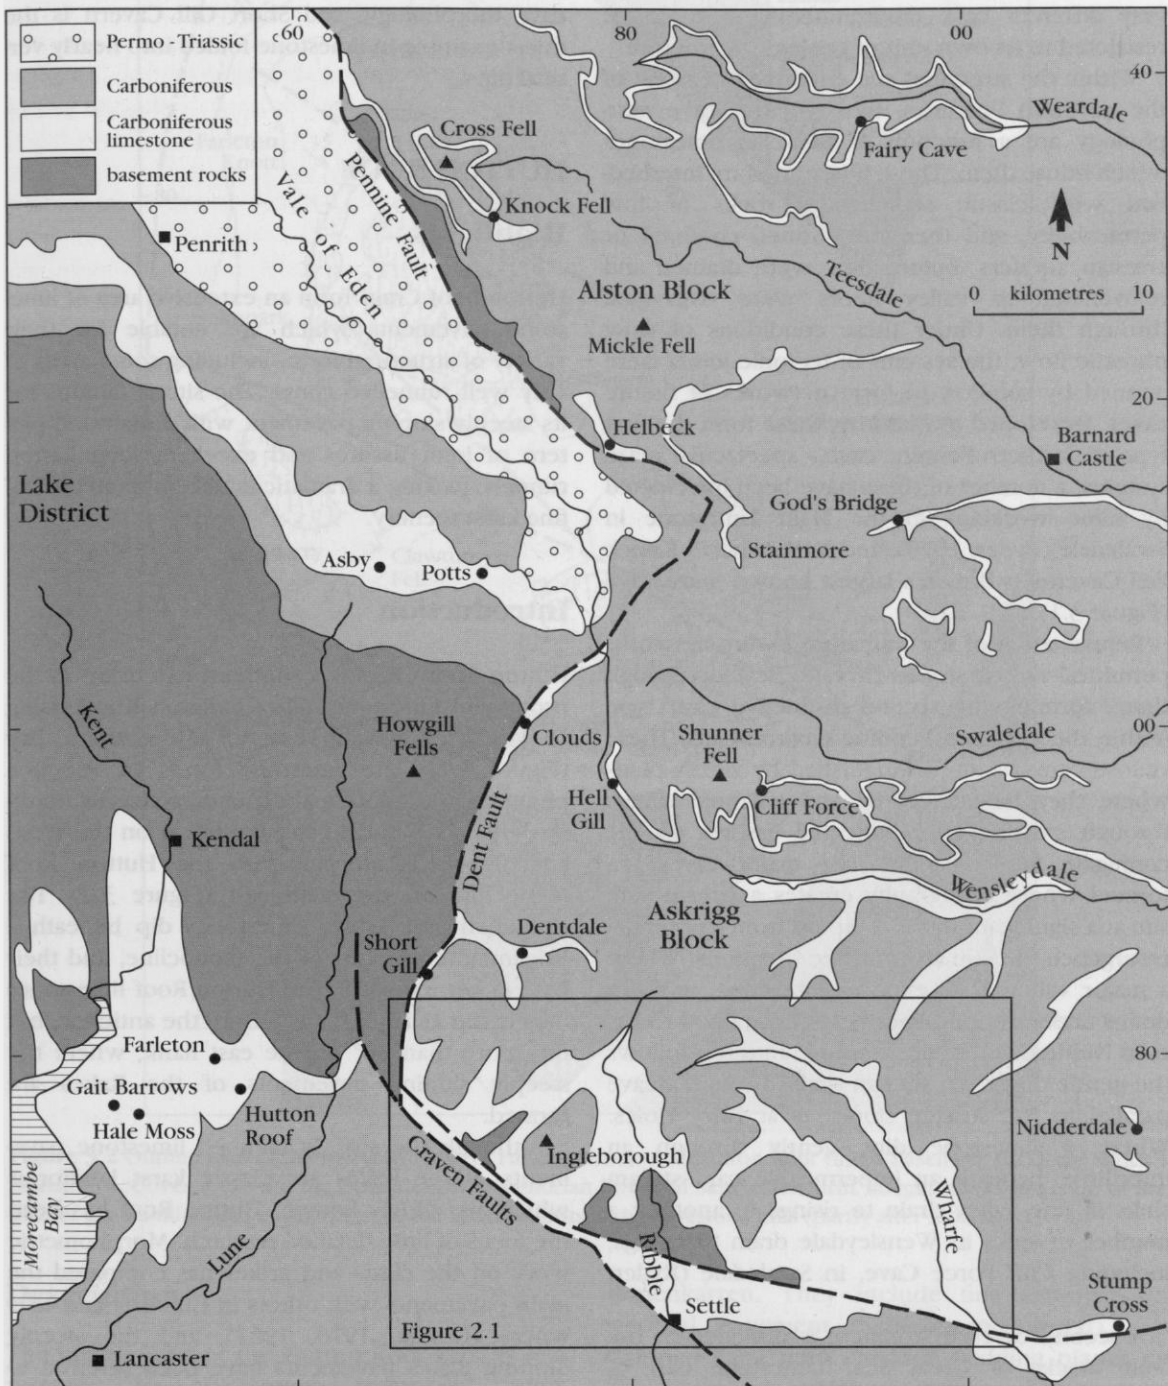 60
80
00
Permo - Triassic
Carboniferous
Carboniferous
limestone
basement rocks
40
Weardale
Cross Fell
Fairy Cave
Pennine Fault
Vale of Eden
Knock Fell
Penrith
N
Teesdale
Alston Block
0 kilometres 10
Mickle Fell
20
Helbeck
Barnard
Castle
Lake
District
God's Bridge
Stainmore
Asby
Potts
Kent
Howgill
Fells
Clouds
Shunner
Fell
00
Swaledale
Hell
Gill
Cliff Force
Dent Fault
Kendal
Wensleydale
Askrigg
Block
Dentdale
Short
Gill
Farleton
80
Gait Barrows
Hale Moss
Hutton
Roof
Nidderdale
Ingleborough
Craven Faults
Morecambe
Bay
Lune
Ribble
Wharfe
Stump
Cross
Settle
Figure 2.1
Lancaster